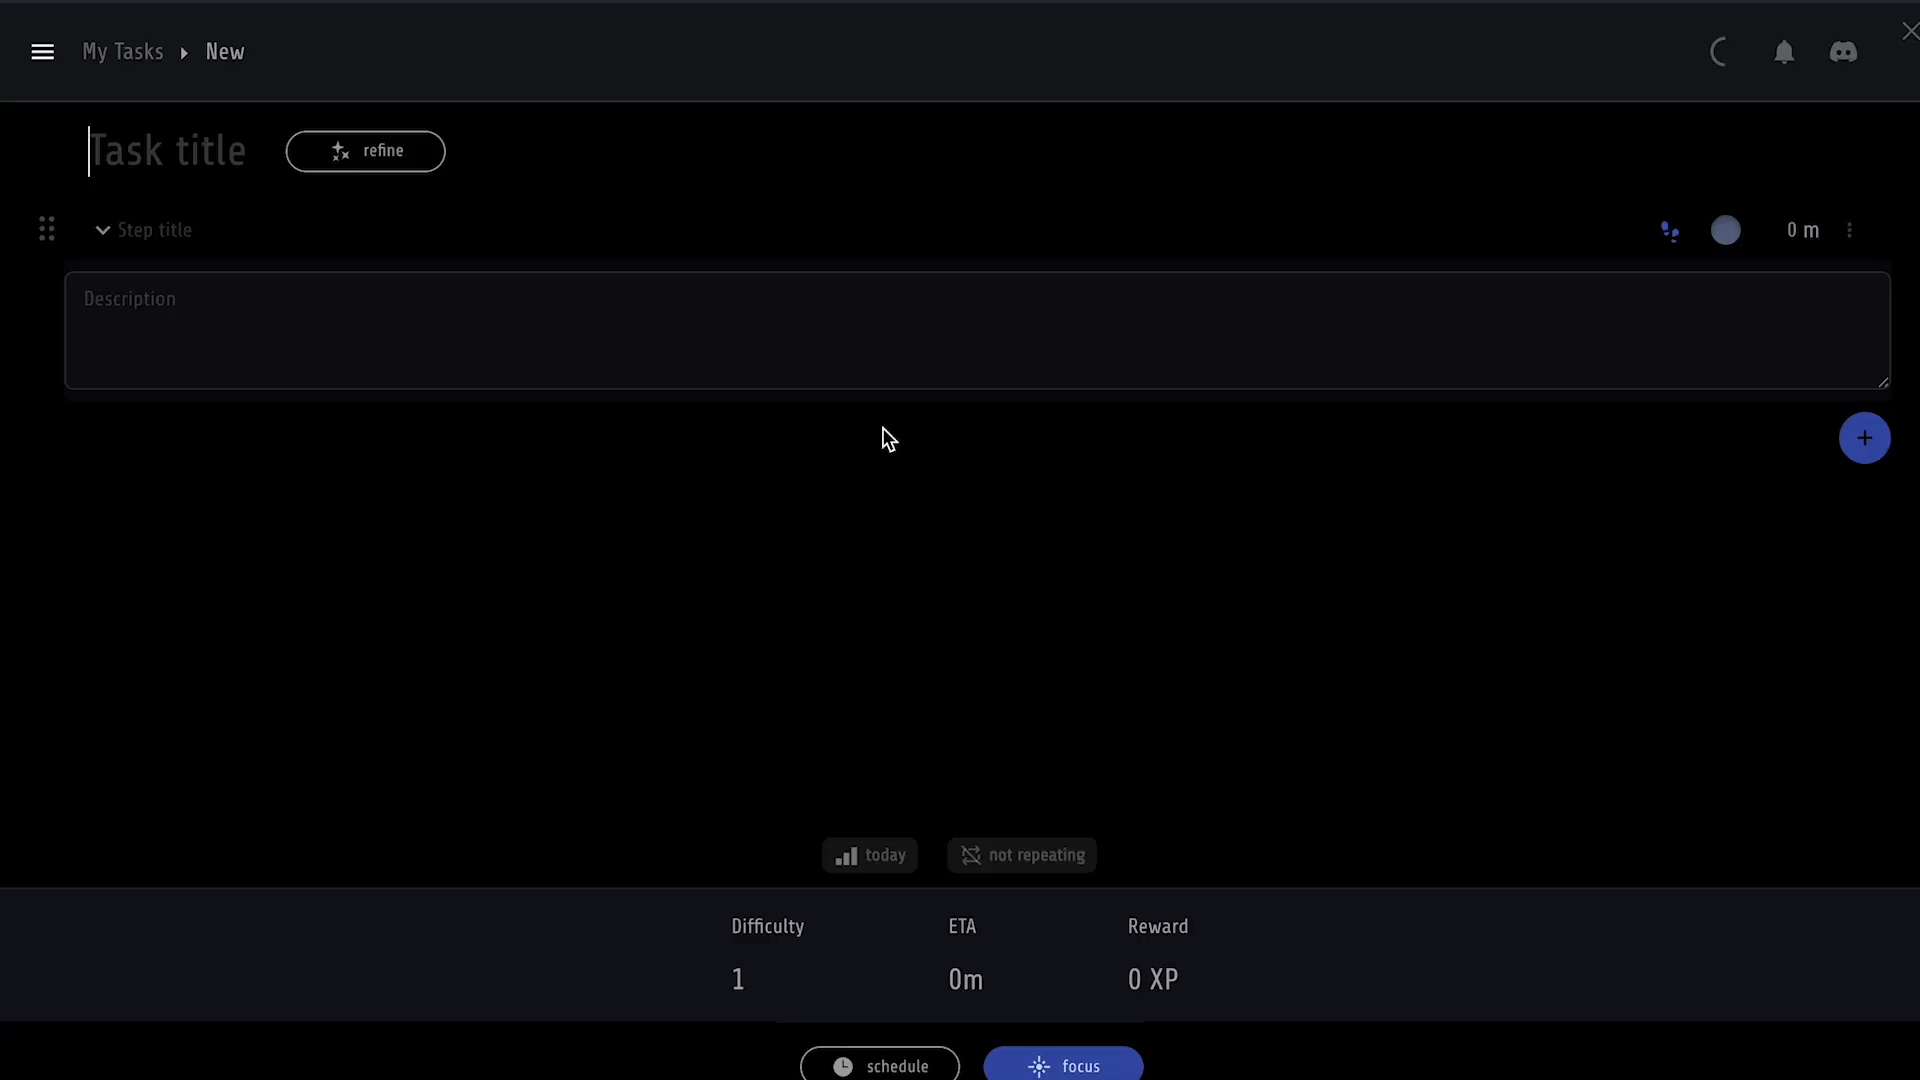 My Tasks New
Task title refine
Step title 0 m
Description
today not repeating
Difficulty ETA Reward
1 0m 0 XP
schedule focus